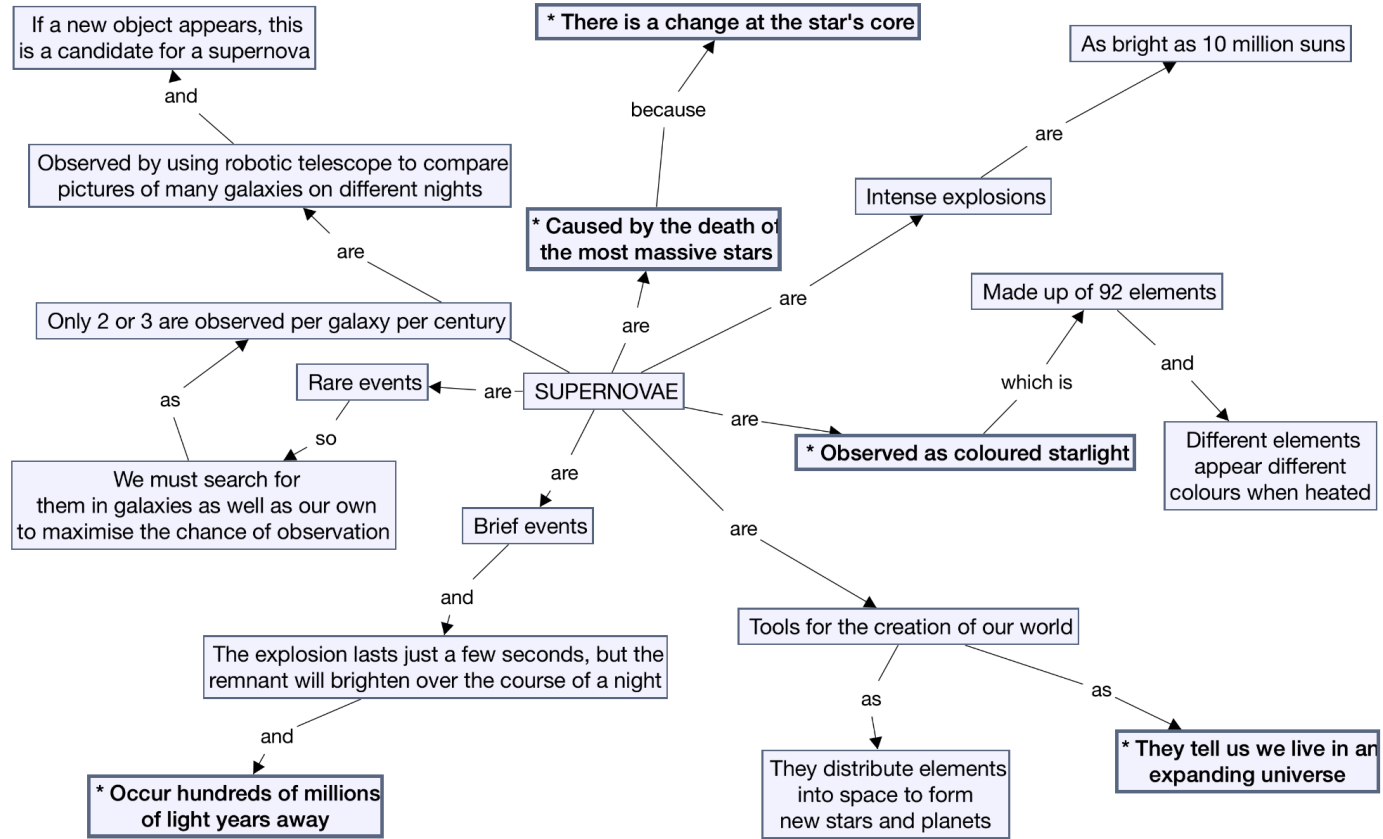 If a new object appears, this
is a candidate for a supernova
* There is a change at the star's core
As bright as 10 million suns
and
because
are
Observed by using robotic telescope to compare
pictures of many galaxies on different nights
Intense explosions
* Caused by the death of
the most massive stars
are
are
are
Made up of 92 elements
Only 2 or 3 are observed per galaxy per century
Rare events
are
SUPERNOVAE
which is
and
as
so
are
* Observed as coloured starlight
Different elements
appear different
colours when heated
We must search for
them in galaxies as well as our own
to maximise the chance of observation
are
Brief events
are
and
Tools for the creation of our world
The explosion lasts just a few seconds, but the
remnant will brighten over the course of a night
as
as
and
* They tell us we live in an
expanding universe
They distribute elements
into space to form
new stars and planets
* Occur hundreds of millions
of light years away